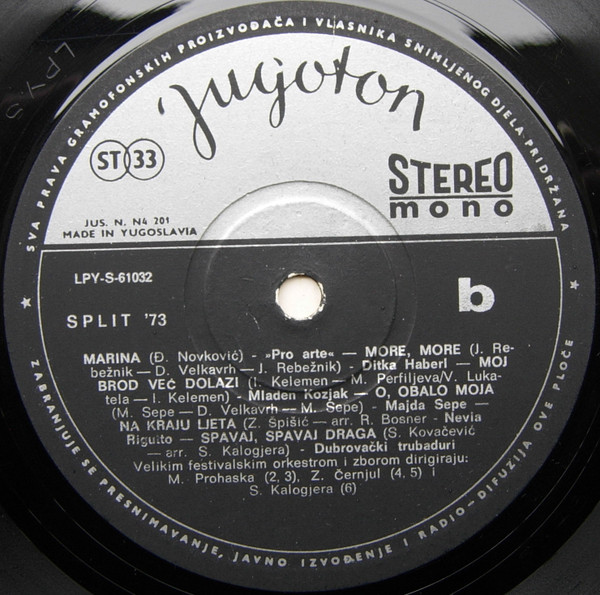 SVA PRAVA GRAMOFONSKIH PROIZVOĐAČA I VLASNIKA SNIMLJENOG DJELA PRIDRŽANA
Jugoton
ST 33
STEREO
mono
JUS. N. N4 201
MADE IN YUGOSLAVIA
LPY-S-61032
b
SPLIT '73
MARINA (Đ. Novković) - »Pro arte« — MORE, MORE (J. Re-
bežnik — D. Velkavrh — J. Rebežnik) - Ditka Haberl — MOJ
BROD VEĆ DOLAZI (I. Kelemen — M. Perfiljeva/V. Luka-
tela — I. Kelemen) - Mladen Kozjak — O, OBALO MOJA
(M. Sepe — D. Velkavrh — M. Sepe) - Majda Sepe —
NA KRAJU LJETA (Z. Špišić — arr. R. Bosner - Nevia
Rigutto — SPAVAJ, SPAVAJ DRAGA (S. Kovačević
— arr. S. Kalogjera) - Dubrovački trubaduri
Velikim festivalskim orkestrom i zborom dirigiraju:
M. Prohaska (2, 3), Z. Černjul (4, 5) i
S. Kalogjera (6)
ZABRANJUJE SE PRESNIMAVANJE, JAVNO IZVOĐENJE I RADIO-DIFUZIJA OVE PLOČE
LPY.S